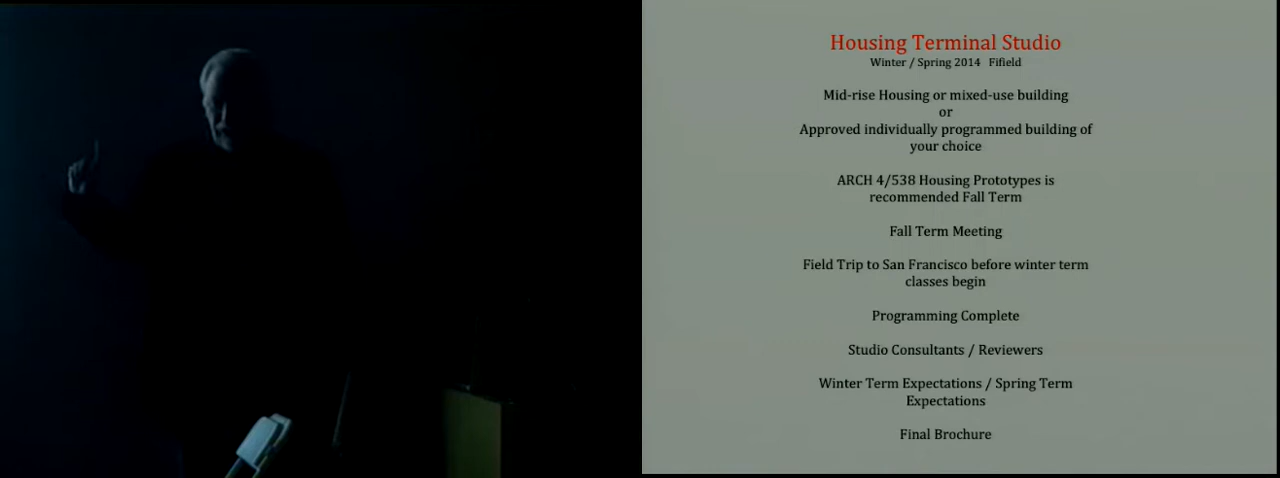 Housing Terminal Studio
Winter / Spring 2014 Fifield
Mid-rise Housing or mixed-use building
or
Approved individually programmed building of
your choice
ARCH 4/538 Housing Prototypes is
recommended Fall Term
Fall Term Meeting
Field Trip to San Francisco before winter term
classes begin
Programming Complete
Studio Consultants / Reviewers
Winter Term Expectations / Spring Term
Expectations
Final Brochure